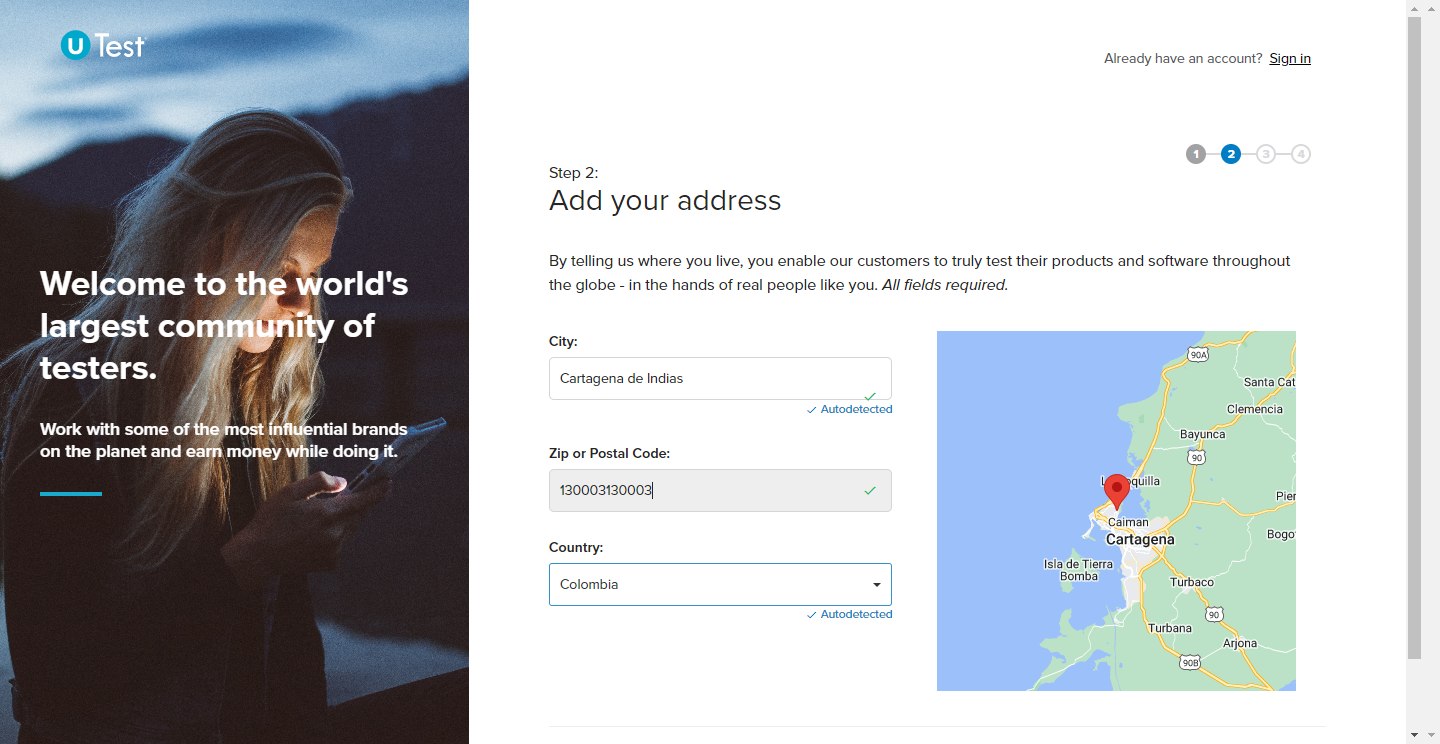 U Test
Welcome to the world's
largest community of
testers.
Work with some of the most influential brands
on the planet and earn money while doing it.
Already have an account? Sign in
1 2 3 4
Step 2:
Add your address
By telling us where you live, you enable our customers to truly test their products and software throughout
the globe - in the hands of real people like you. All fields required.
City:
Cartagena de Indias
Autodetected
Zip or Postal Code:
130003130003
Country:
Colombia
Autodetected
90A
Santa Cat
Clemencia
Bayunca
90
Caiman
Cartagena
Bogo
Isla de Tierra
Bomba
Turbaco
90
Turbana
Arjona
90B